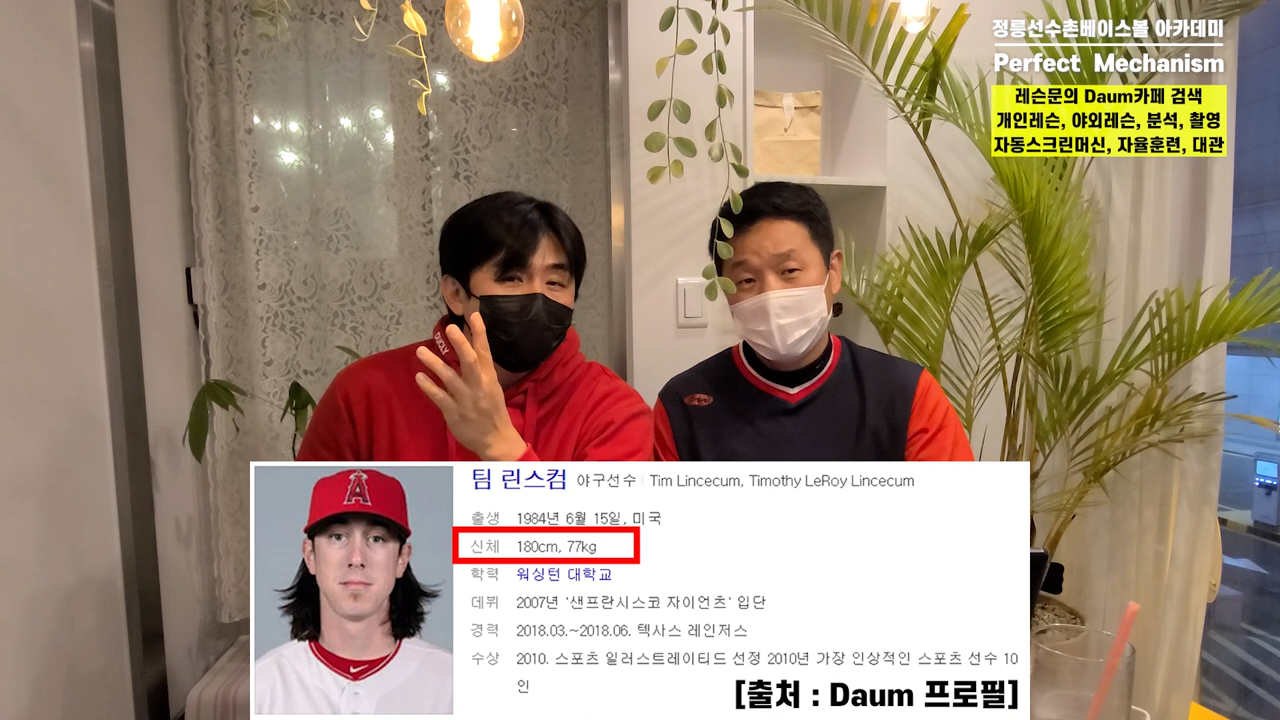 정릉선수촌베이스볼 아카데미
Perfect Mechanism
레슨문의 Daum카페 검색
개인레슨, 야외레슨, 분석, 촬영
자동스크린머신, 자율훈련, 대관
DUCLY
A
팀 린스컴 야구선수 | Tim Lincecum, Timothy LeRoy Lincecum
출생 1984년 6월 15일, 미국
신체 180cm, 77kg
학력 워싱턴 대학교
데뷔 2007년 '샌프란시스코 자이언츠' 입단
경력 2018.03.~2018.06. 텍사스 레인저스
수상 2010. 스포츠 일러스트레이티드 선정 2010년 가장 인상적인 스포츠 선수 10
인
[출처 : Daum 프로필]